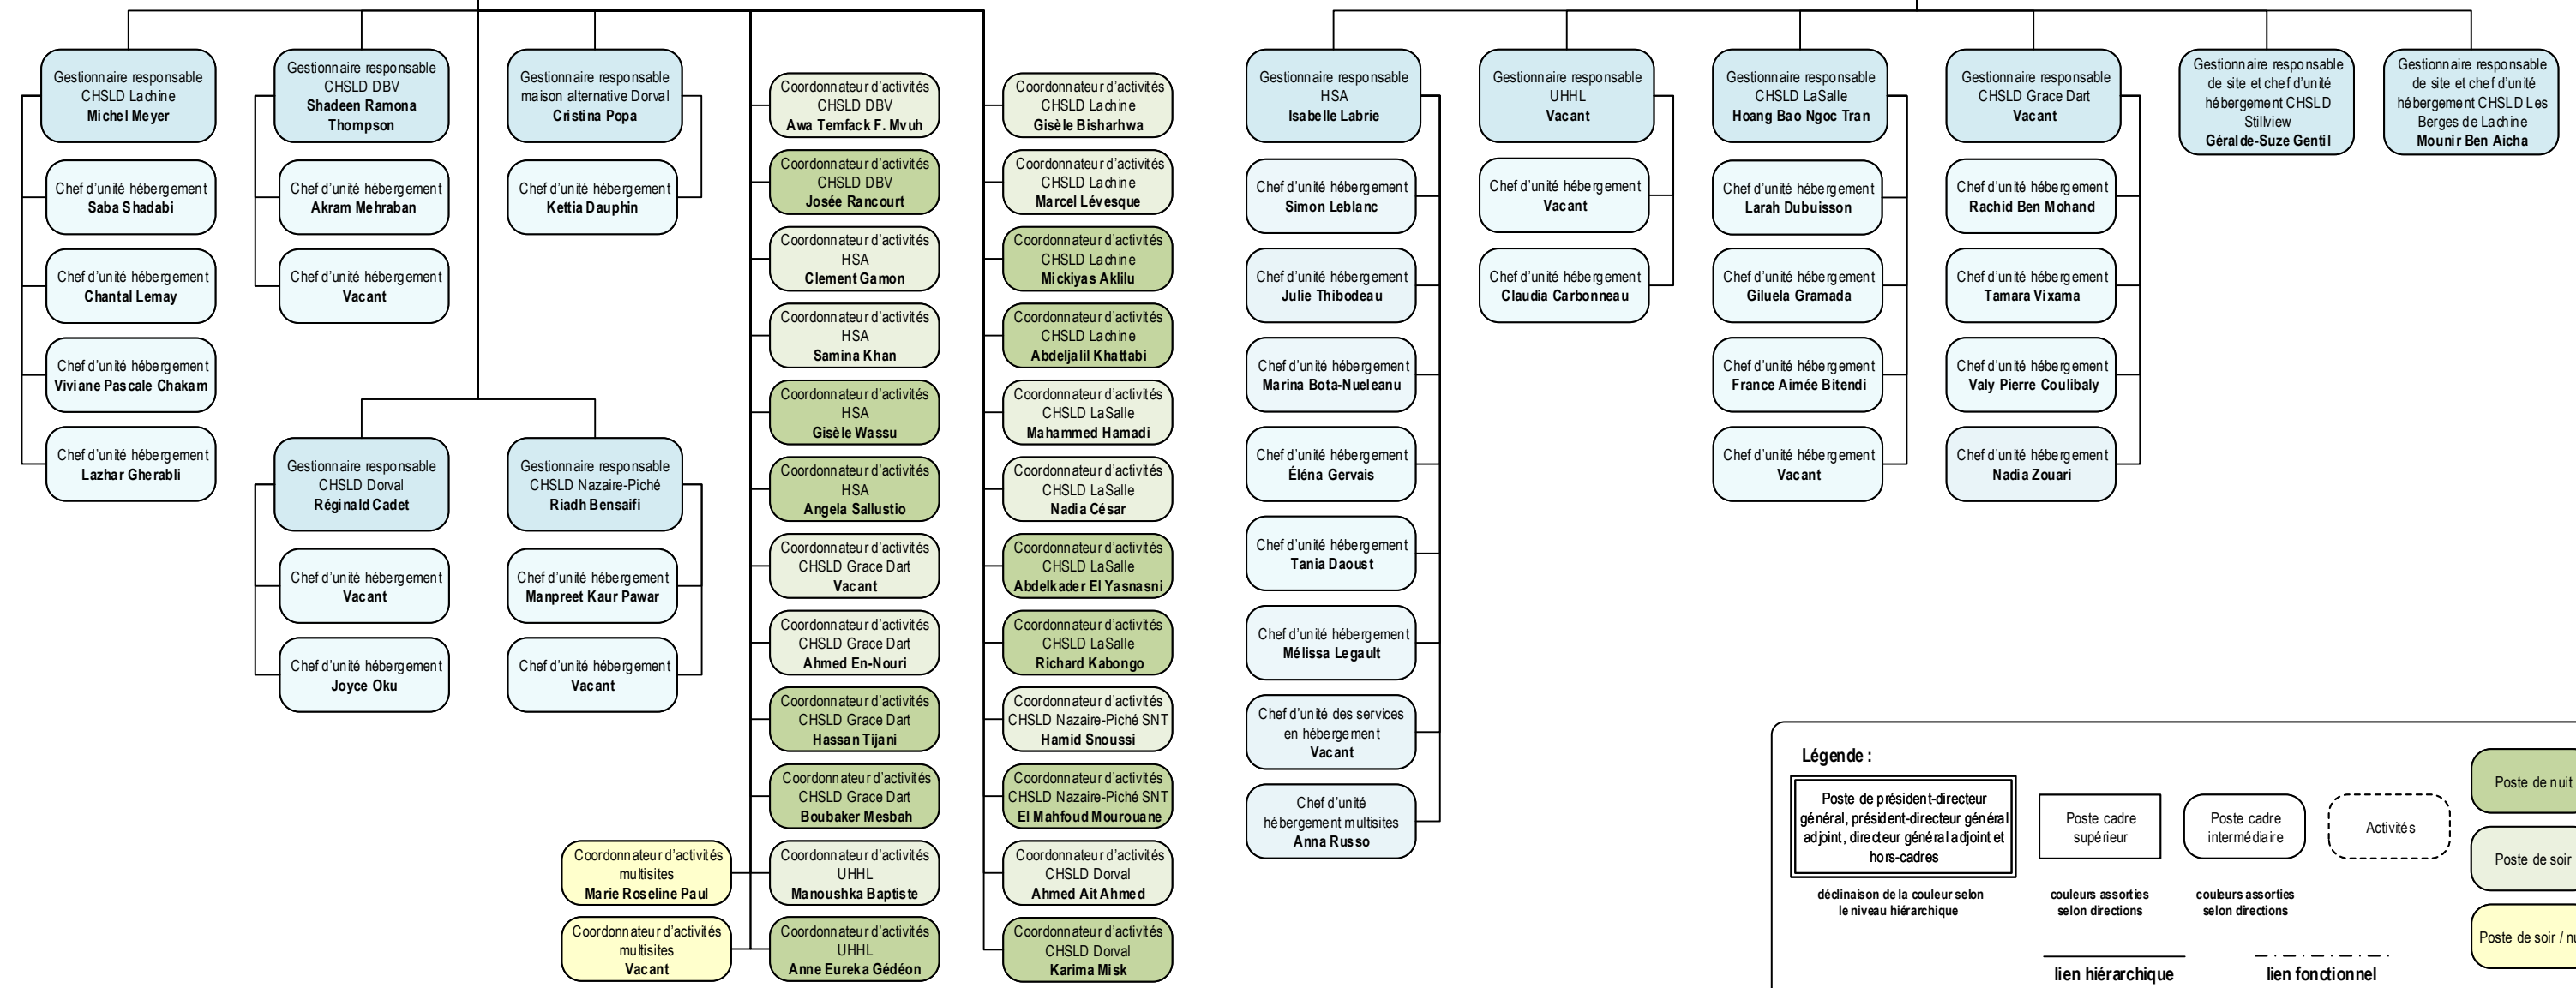 Gestionnaire responsable
CHSLD Lachine
Michel Meyer
Chef d'unité hébergement
Saba Shadabi
Chef d'unité hébergement
Chantal Lemay
Chef d'unité hébergement
Viviane Pascale Chakam
Chef d'unité hébergement
Lazhar Gherabli
Gestionnaire responsable
CHSLD DBV
Shadeen Ramona
Thompson
Chef d'unité hébergement
Akram Mehraban
Chef d'unité hébergement
Vacant
Gestionnaire responsable
maison alternative Dorval
Cristina Popa
Chef d'unité hébergement
Kettia Dauphin
Gestionnaire responsable
CHSLD Dorval
Réginald Cadet
Chef d'unité hébergement
Vacant
Chef d'unité hébergement
Joyce Oku
Gestionnaire responsable
CHSLD Nazaire-Piché
Riadh Bensaifi
Chef d'unité hébergement
Manpreet Kaur Pawar
Chef d'unité hébergement
Vacant
Coordonnateur d'activités
multisites
Marie Roseline Paul
Coordonnateur d'activités
multisites
Vacant
Coordonnateur d'activités
CHSLD DBV
Awa Temfack F. Mvuh
Coordonnateur d'activités
CHSLD DBV
Josée Rancourt
Coordonnateur d'activités
HSA
Clement Gamon
Coordonnateur d'activités
HSA
Samina Khan
Coordonnateur d'activités
HSA
Gisèle Wassu
Coordonnateur d'activités
HSA
Angela Sallustio
Coordonnateur d'activités
CHSLD Grace Dart
Vacant
Coordonnateur d'activités
CHSLD Grace Dart
Ahmed En-Nouri
Coordonnateur d'activités
CHSLD Grace Dart
Hassan Tijani
Coordonnateur d'activités
CHSLD Grace Dart
Boubaker Mesbah
Coordonnateur d'activités
UHHL
Manoushka Baptiste
Coordonnateur d'activités
UHHL
Anne Eureka Gédéon
Coordonnateur d'activités
CHSLD Lachine
Gisèle Bisharhwa
Coordonnateur d'activités
CHSLD Lachine
Marcel Lévesque
Coordonnateur d'activités
CHSLD Lachine
Mickiyas Aklilu
Coordonnateur d'activités
CHSLD Lachine
Abdeljalil Khattabi
Coordonnateur d'activités
CHSLD LaSalle
Mahammed Hamadi
Coordonnateur d'activités
CHSLD LaSalle
Nadia César
Coordonnateur d'activités
CHSLD LaSalle
Abdelkader El Yasnasni
Coordonnateur d'activités
CHSLD LaSalle
Richard Kabongo
Coordonnateur d'activités
CHSLD Nazaire-Piché SNT
Hamid Snoussi
Coordonnateur d'activités
CHSLD Nazaire-Piché SNT
El Mahfoud Mourouane
Coordonnateur d'activités
CHSLD Dorval
Ahmed Ait Ahmed
Coordonnateur d'activités
CHSLD Dorval
Karima Misk
Gestionnaire responsable
HSA
Isabelle Labrie
Chef d'unité hébergement
Simon Leblanc
Chef d'unité hébergement
Julie Thibodeau
Chef d'unité hébergement
Marina Bota-Nueleanu
Chef d'unité hébergement
Éléna Gervais
Chef d'unité hébergement
Tania Daoust
Chef d'unité hébergement
Mélissa Legault
Chef d'unité des services
en hébergement
Vacant
Chef d'unité
hébergement multisites
Anna Russo
Gestionnaire responsable
UHHL
Vacant
Chef d'unité hébergement
Vacant
Chef d'unité hébergement
Claudia Carbonneau
Gestionnaire responsable
CHSLD LaSalle
Hoang Bao Ngoc Tran
Chef d'unité hébergement
Larah Dubuisson
Chef d'unité hébergement
Giluela Gramada
Chef d'unité hébergement
France Aimée Bitendi
Chef d'unité hébergement
Vacant
Gestionnaire responsable
CHSLD Grace Dart
Vacant
Chef d'unité hébergement
Rachid Ben Mohand
Chef d'unité hébergement
Tamara Vixama
Chef d'unité hébergement
Valy Pierre Coulibaly
Chef d'unité hébergement
Nadia Zouari
Gestionnaire responsable
de site et chef d'unité
hébergement CHSLD
Stillview
Géralde-Suze Gentil
Gestionnaire responsable
de site et chef d'unité
hébergement CHSLD Les
Berges de Lachine
Mounir Ben Aicha
Légende :
Poste de président-directeur
général, président-directeur général
adjoint, directeur général adjoint et
hors-cadres
déclinaison de la couleur selon
le niveau hiérarchique
Poste cadre
supérieur
couleurs assorties
selon directions
Poste cadre
intermédiaire
couleurs assorties
selon directions
Activités
Poste de nuit
Poste de soir
Poste de soir /
lien hiérarchique
lien fonctionnel